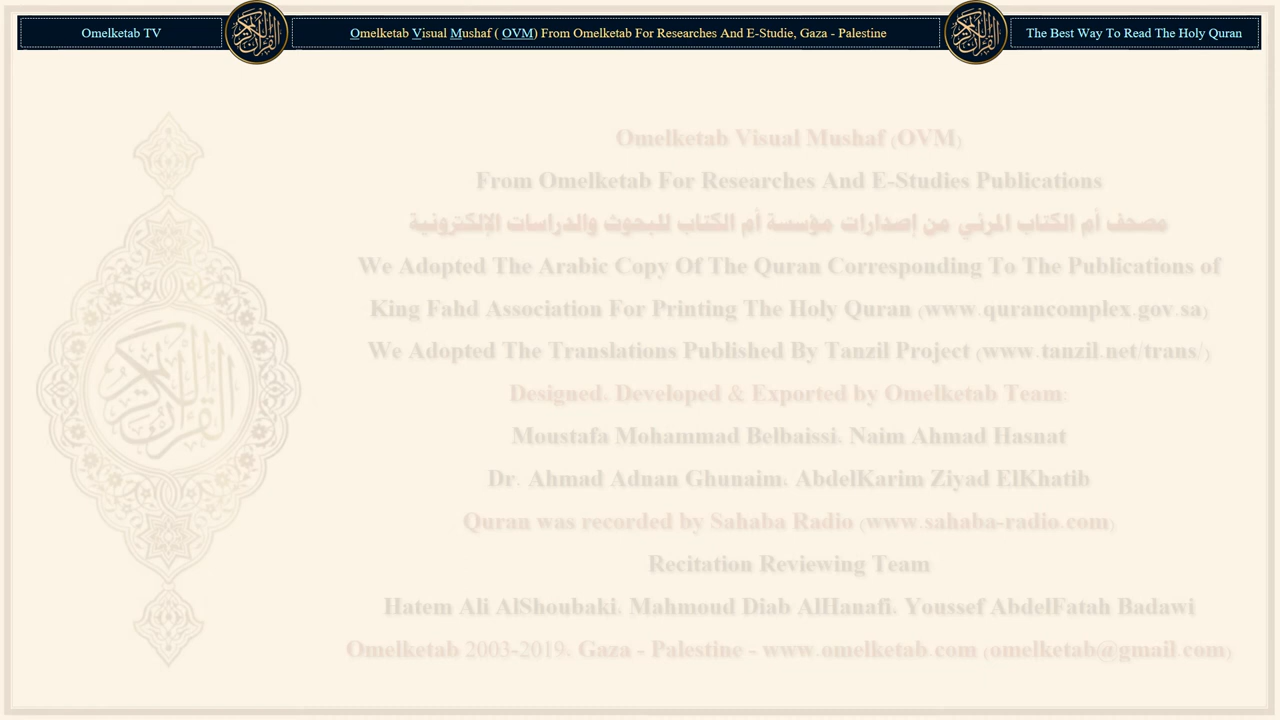 Omelketab TV
Omelketab Visual Mushaf ( OVM) From Omelketab For Researches And E-Studie, Gaza - Palestine
The Best Way To Read The Holy Quran
Omelketab Visual Mushaf (OVM)
From Omelketab For Researches And E-Studies Publications
مصحف أم الكتاب المرئي من إصدارات مؤسسة أم الكتاب للبحوث والدراسات الإلكترونية
We Adopted The Arabic Copy Of The Quran Corresponding To The Publications of
King Fahd Association For Printing The Holy Quran (www.qurancomplex.gov.sa)
We Adopted The Translations Published By Tanzil Project (www.tanzil.net/trans/)
Designed, Developed & Exported by Omelketab Team:
Moustafa Mohammad Belbaissi, Naim Ahmad Hasnat
Dr. Ahmad Adnan Ghunaim, AbdelKarim Ziyad ElKhatib
Quran was recorded by Sahaba Radio (www.sahaba-radio.com)
Recitation Reviewing Team
Hatem Ali AlShoubaki, Mahmoud Diab AlHanafi, Youssef AbdelFatah Badawi
Omelketab 2003-2019, Gaza - Palestine - www.omelketab.com (omelketab@gmail.com)
القرآن الكريم